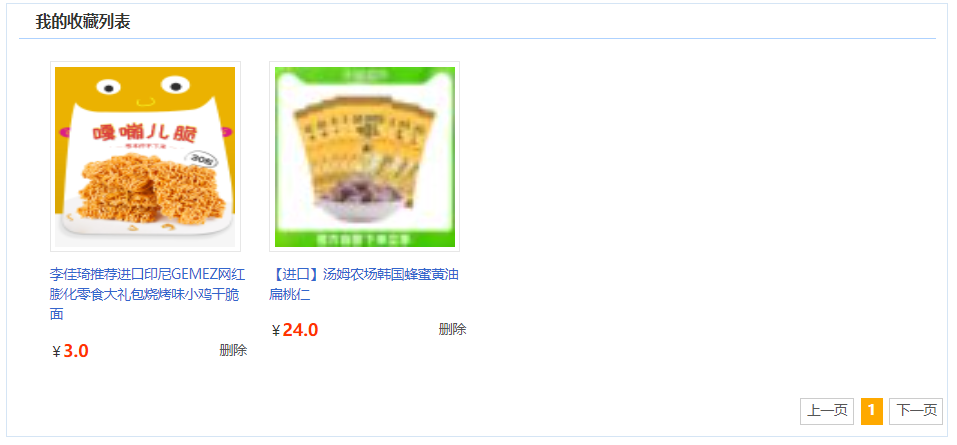 我的收藏列表
嘎嘣儿脆
30包
李佳琦推荐进口印尼GEMEZ网红
膨化零食大礼包烧烤味小鸡干脆
面
¥3.0 删除
【进口】汤姆农场韩国蜂蜜黄油
扁桃仁
¥24.0 删除
上一页 1 下一页